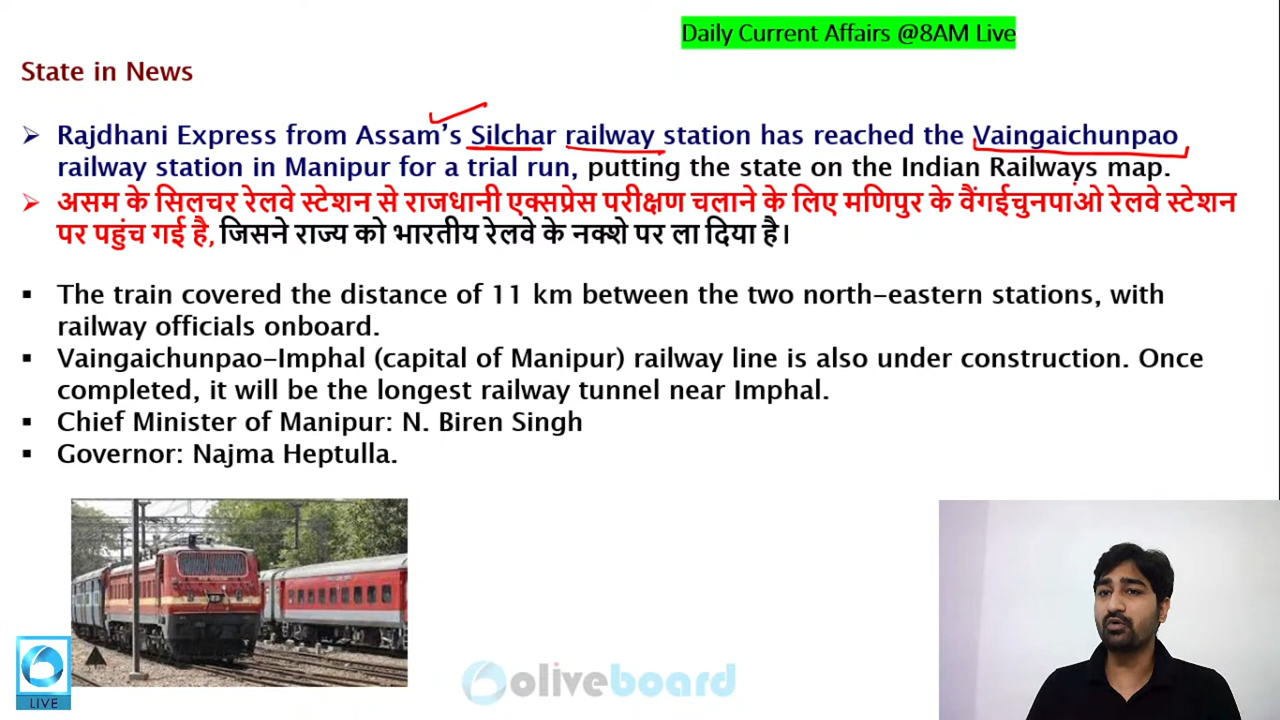 Daily Current Affairs @8AM Live
State in News
➢ Rajdhani Express from Assam's Silchar railway station has reached the Vaingaichunpao
railway station in Manipur for a trial run, putting the state on the Indian Railways map.
➢ असम के सिलचर रेलवे स्टेशन से राजधानी एक्सप्रेस परीक्षण चलाने के लिए मणिपुर के वैंगईचुनपाओ रेलवे स्टेशन
पर पहुंच गई है, जिसने राज्य को भारतीय रेलवे के नक्शे पर ला दिया है।
▪ The train covered the distance of 11 km between the two north-eastern stations, with
railway officials onboard.
▪ Vaingaichunpao-Imphal (capital of Manipur) railway line is also under construction. Once
completed, it will be the longest railway tunnel near Imphal.
▪ Chief Minister of Manipur: N. Biren Singh
▪ Governor: Najma Heptulla.
LIVE
oliveboard